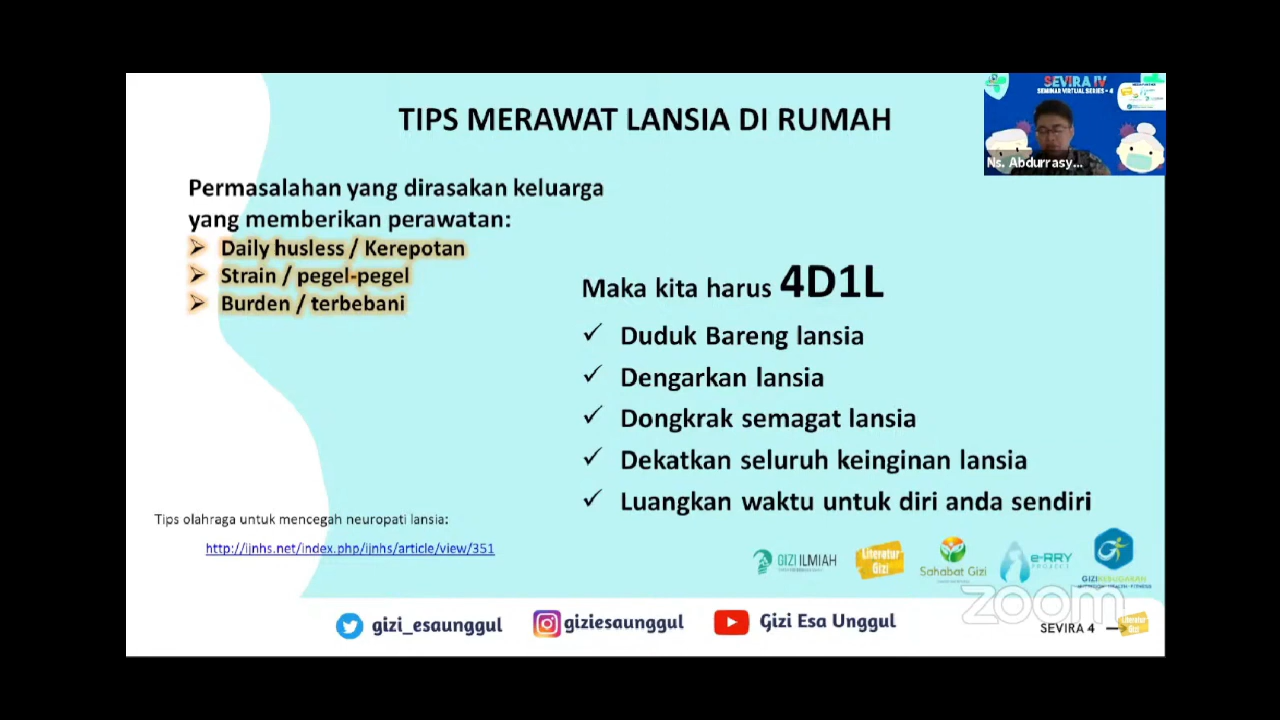 TIPS MERAWAT LANSIA DI RUMAH
SEVIRA IV
SEMINAR VIRTUAL SERIES - 4
Ns. Abdurrasy...
Permasalahan yang dirasakan keluarga
yang memberikan perawatan:
➢ Daily husless / Kerepotan
➢ Strain / pegel-pegel
➢ Burden / terbebani
Maka kita harus 4D1L
✓ Duduk Bareng lansia
✓ Dengarkan lansia
✓ Dongkrak semagat lansia
✓ Dekatkan seluruh keinginan lansia
✓ Luangkan waktu untuk diri anda sendiri
Tips olahraga untuk mencegah neuropati lansia:
http://ijnhs.net/index.php/ijnhs/article/view/351
GIZI ILMIAH
Literatur
Gizi
Sahabat Gizi
e-RRY
PROJECT
GIZIKEBUGARAN
zoom
gizi_esaunggul
giziesaunggul
Gizi Esa Unggul
SEVIRA 4
Literatur
Gizi